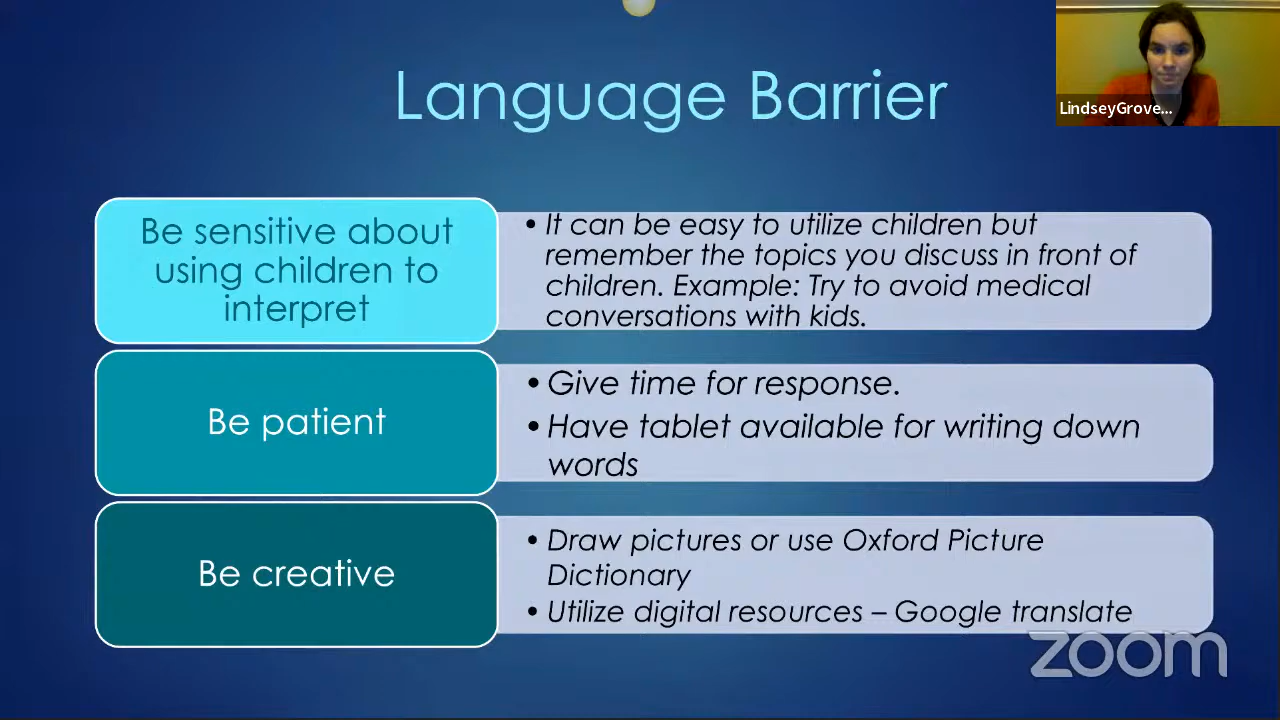 Language Barrier
LindseyGrove...
Be sensitive about
using children to
interpret
• It can be easy to utilize children but
remember the topics you discuss in front of
children. Example: Try to avoid medical
conversations with kids.
Be patient
• Give time for response.
• Have tablet available for writing down
words
Be creative
• Draw pictures or use Oxford Picture
Dictionary
• Utilize digital resources – Google translate
zoom